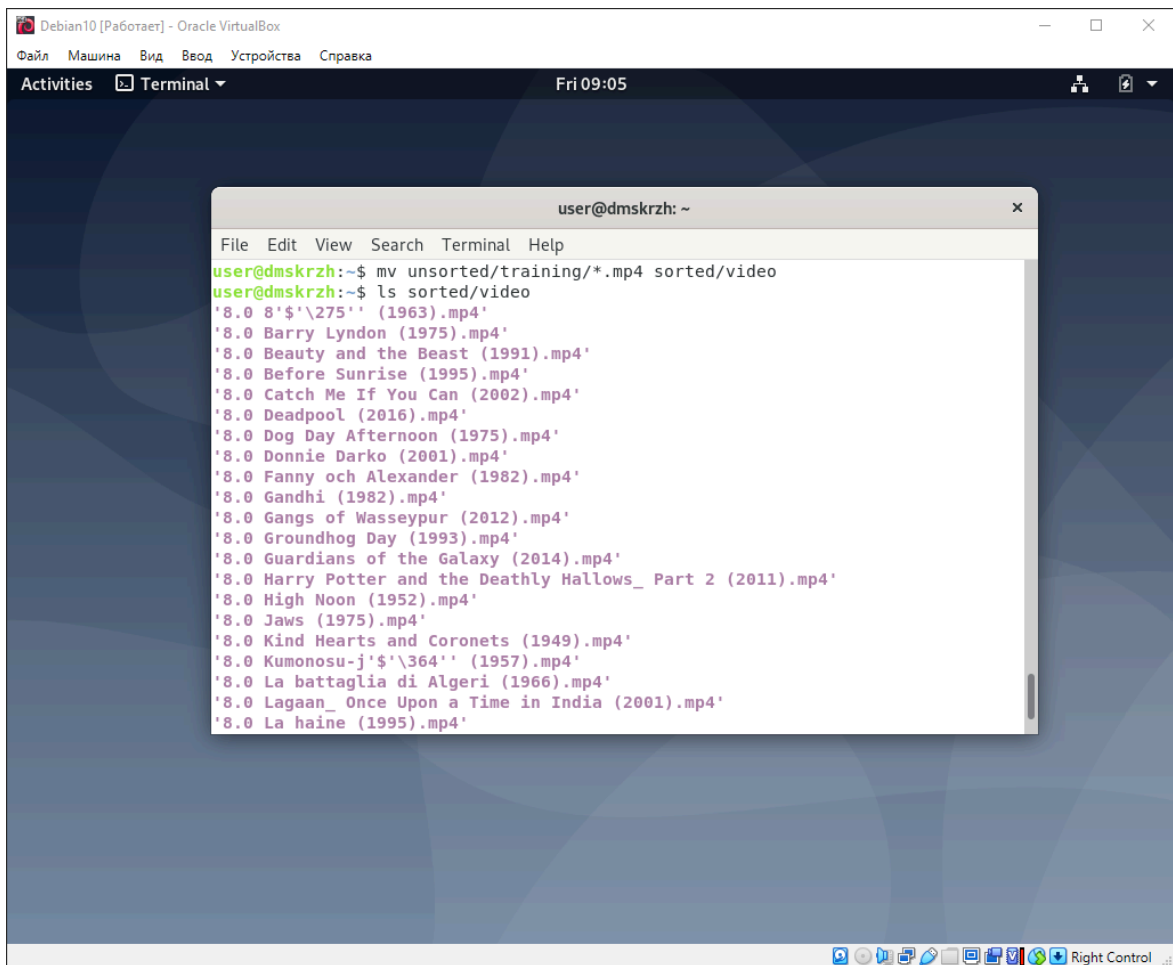 Debian10 [Работает] - Oracle VirtualBox
Файл Машина Вид Ввод Устройства Справка
Activities Terminal Fri 09:05
user@dmskrzh: ~
File Edit View Search Terminal Help
user@dmskrzh:~$ mv unsorted/training/*.mp4 sorted/video
user@dmskrzh:~$ ls sorted/video
'8.0 8'$'\275'' (1963).mp4'
'8.0 Barry Lyndon (1975).mp4'
'8.0 Beauty and the Beast (1991).mp4'
'8.0 Before Sunrise (1995).mp4'
'8.0 Catch Me If You Can (2002).mp4'
'8.0 Deadpool (2016).mp4'
'8.0 Dog Day Afternoon (1975).mp4'
'8.0 Donnie Darko (2001).mp4'
'8.0 Fanny och Alexander (1982).mp4'
'8.0 Gandhi (1982).mp4'
'8.0 Gangs of Wasseypur (2012).mp4'
'8.0 Groundhog Day (1993).mp4'
'8.0 Guardians of the Galaxy (2014).mp4'
'8.0 Harry Potter and the Deathly Hallows_ Part 2 (2011).mp4'
'8.0 High Noon (1952).mp4'
'8.0 Jaws (1975).mp4'
'8.0 Kind Hearts and Coronets (1949).mp4'
'8.0 Kumonosu-j'$'\364'' (1957).mp4'
'8.0 La battaglia di Algeri (1966).mp4'
'8.0 Lagaan_ Once Upon a Time in India (2001).mp4'
'8.0 La haine (1995).mp4'
Right Control